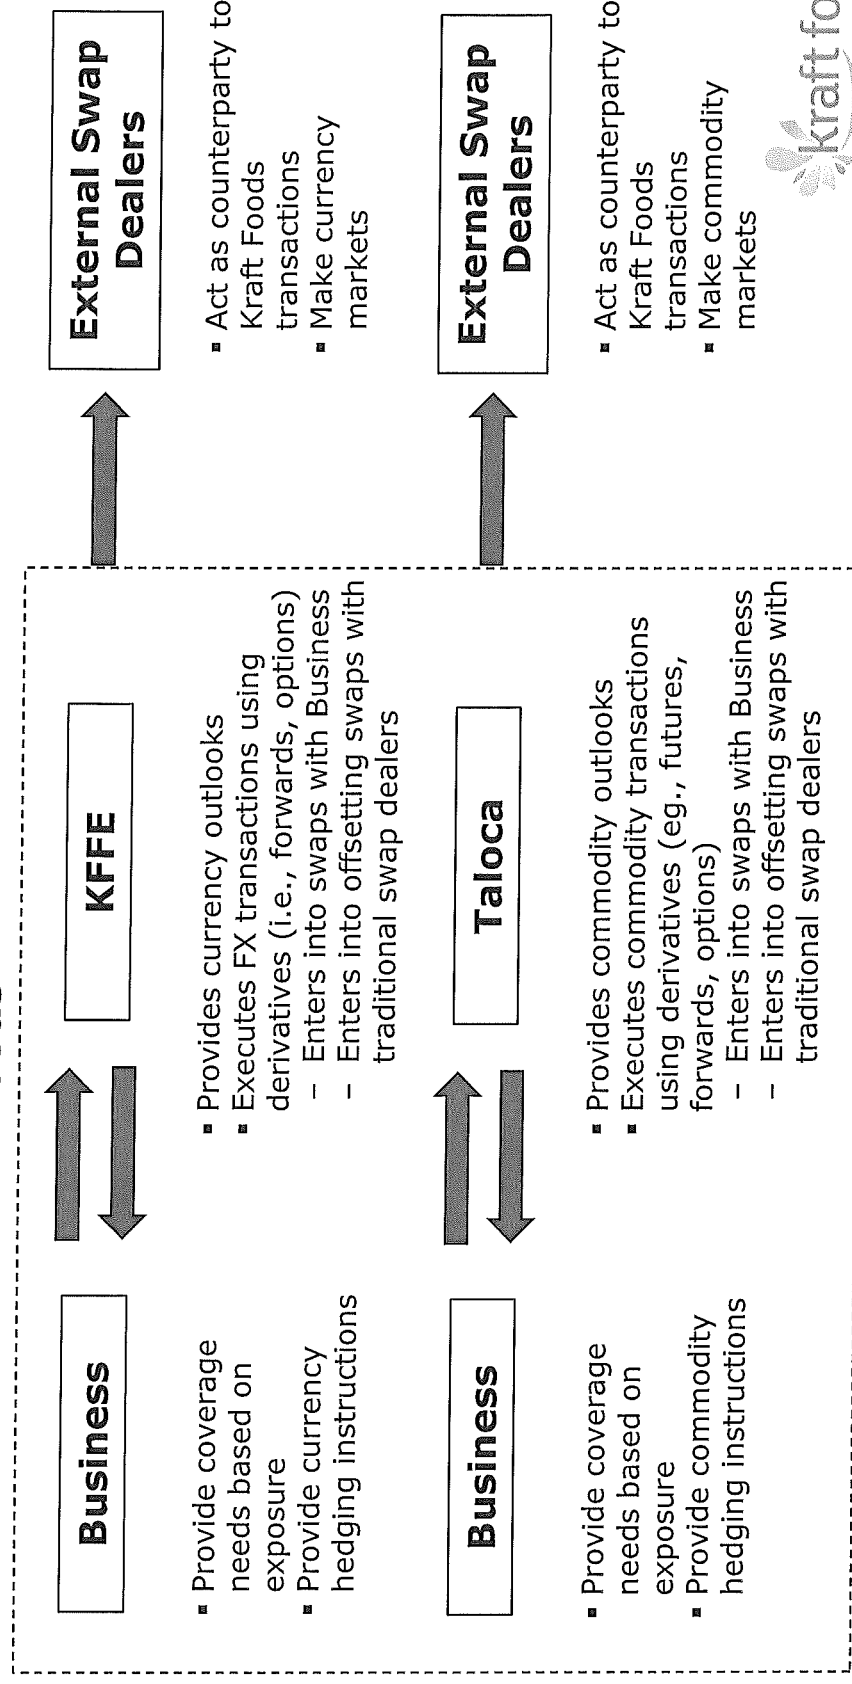 Business
▪ Provide coverage
needs based on
exposure
▪ Provide currency
hedging instructions
KFFE
▪ Provides currency outlooks
▪ Executes FX transactions using
derivatives (i.e., forwards, options)
– Enters into swaps with Business
– Enters into offsetting swaps with
traditional swap dealers
External Swap
Dealers
▪ Act as counterparty to
Kraft Foods
transactions
▪ Make currency
markets
Business
▪ Provide coverage
needs based on
exposure
▪ Provide commodity
hedging instructions
Taloca
▪ Provides commodity outlooks
▪ Executes commodity transactions
using derivatives (eg., futures,
forwards, options)
– Enters into swaps with Business
– Enters into offsetting swaps with
traditional swap dealers
External Swap
Dealers
▪ Act as counterparty to
Kraft Foods
transactions
▪ Make commodity
markets
kraft fo